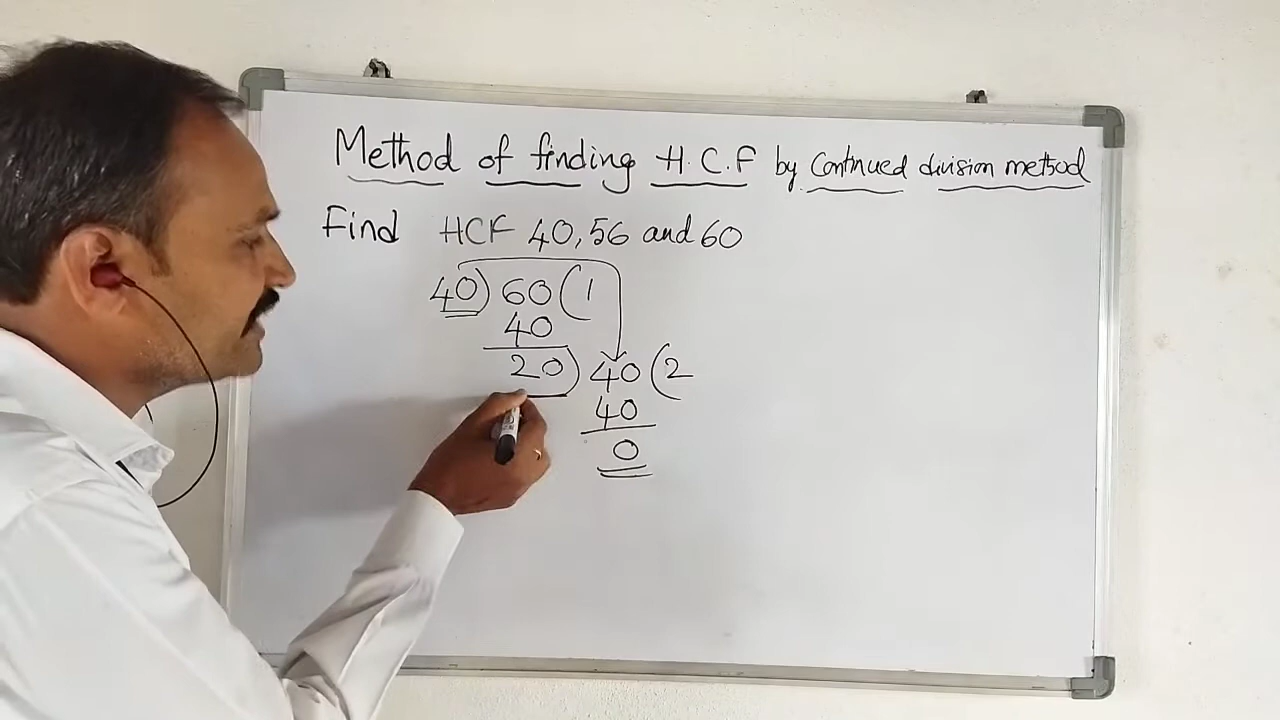 Method of finding H.C.F by Continued division method
Find HCF 40, 56 and 60
40) 60 (1
40
20) 40 (2
40
0